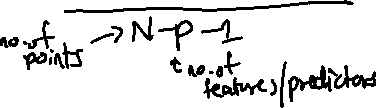 no. of points → N-p-1
no. of features/predictors